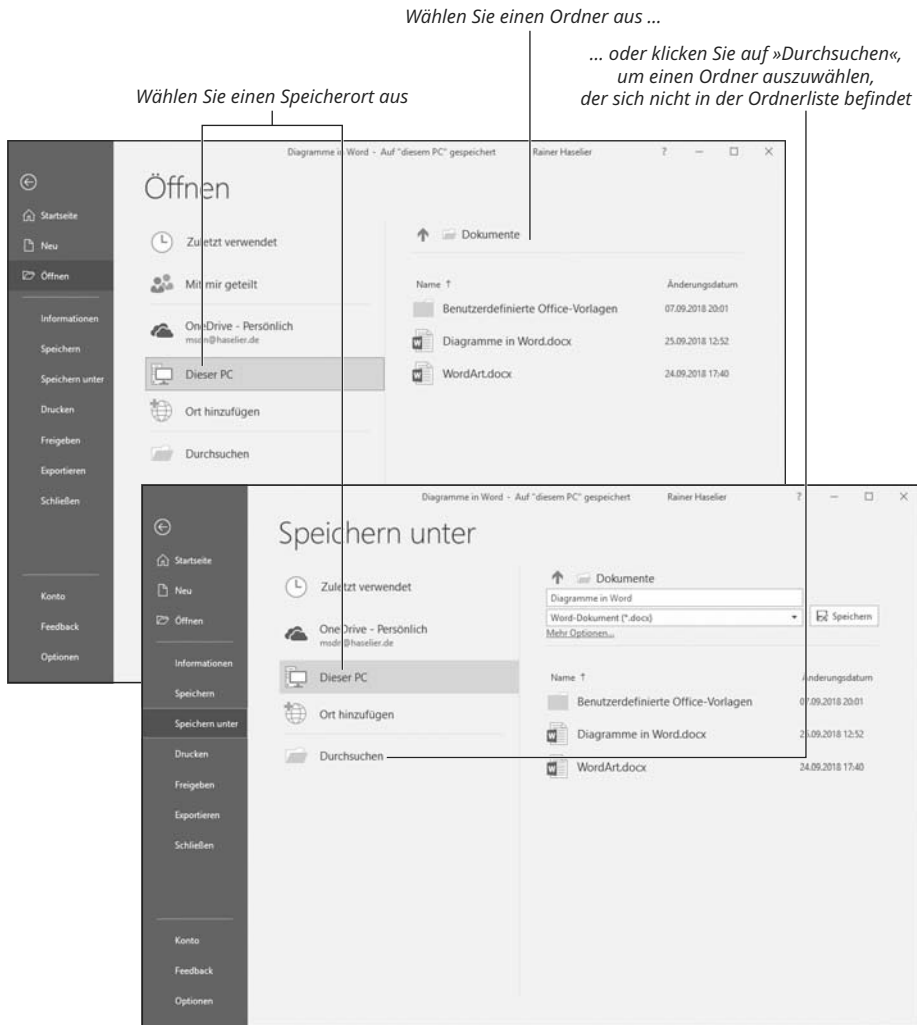 Wählen Sie einen Ordner aus ...
... oder klicken Sie auf »Durchsuchen«,
um einen Ordner auszuwählen,
der sich nicht in der Ordnerliste befindet
Wählen Sie einen Speicherort aus
Diagramme in Word - Auf "diesem PC" gespeichert Rainer Haselier ? — □ ×
Öffnen
Startseite
Neu
Öffnen
Informationen
Speichern
Speichern unter
Drucken
Freigeben
Exportieren
Schließen
Konto
Feedback
Optionen
Zuletzt verwendet
Mit mir geteilt
OneDrive - Persönlich
msdn@haselier.de
Dieser PC
Ort hinzufügen
Durchsuchen
Dokumente
Name ↑ Änderungsdatum
Benutzerdefinierte Office-Vorlagen 07.09.2018 20:01
Diagramme in Word.docx 25.09.2018 12:52
WordArt.docx 24.09.2018 17:40
Diagramme in Word - Auf "diesem PC" gespeichert Rainer Haselier ? — □ ×
Speichern unter
Startseite
Neu
Öffnen
Informationen
Speichern
Speichern unter
Drucken
Freigeben
Exportieren
Schließen
Konto
Feedback
Optionen
Zuletzt verwendet
OneDrive - Persönlich
msdn@haselier.de
Dieser PC
Ort hinzufügen
Durchsuchen
Dokumente
Diagramme in Word
Word-Dokument (*.docx) Speichern
Mehr Optionen...
Name ↑ Änderungsdatum
Benutzerdefinierte Office-Vorlagen 07.09.2018 20:01
Diagramme in Word.docx 25.09.2018 12:52
WordArt.docx 24.09.2018 17:40